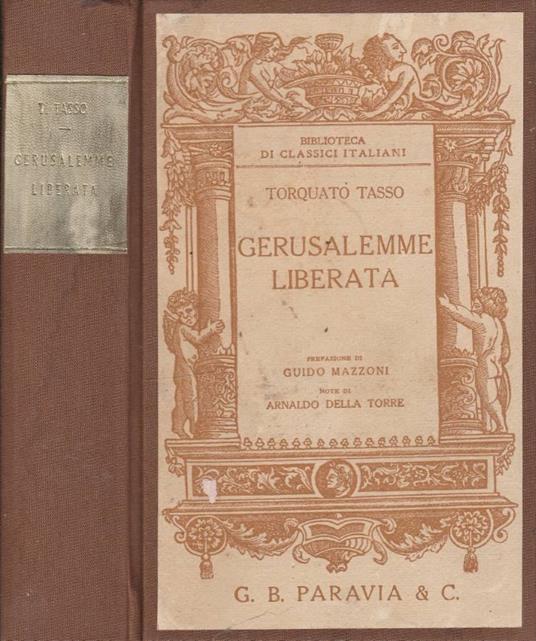 T. TASSO
GERUSALEMME
LIBERATA
BIBLIOTECA
DI CLASSICI ITALIANI
TORQUATO TASSO
GERUSALEMME
LIBERATA
PREFAZIONE DI
GUIDO MAZZONI
NOTE DI
ARNALDO DELLA TORRE
G. B. PARAVIA & C.